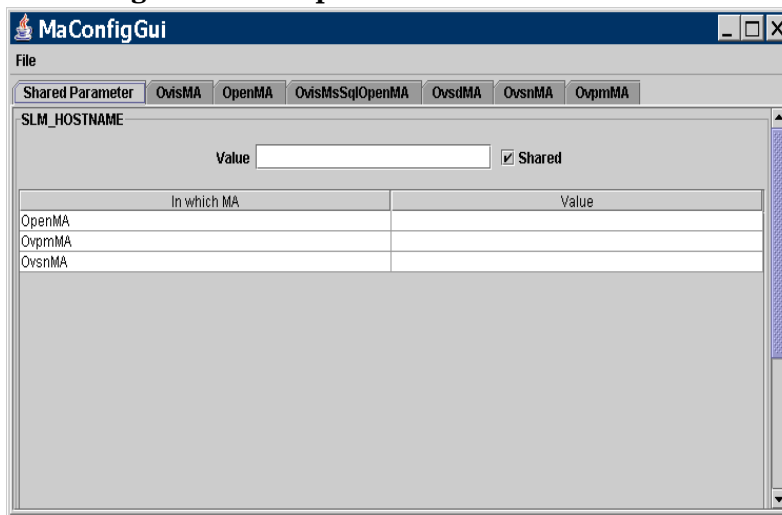 MaConfigGui
File
Shared Parameter OvisMA OpenMA OvisMsSqlOpenMA OvsdMA OvsnMA OvpmMA
SLM_HOSTNAME
Value Shared
In which MA Value
OpenMA
OvpmMA
OvsnMA